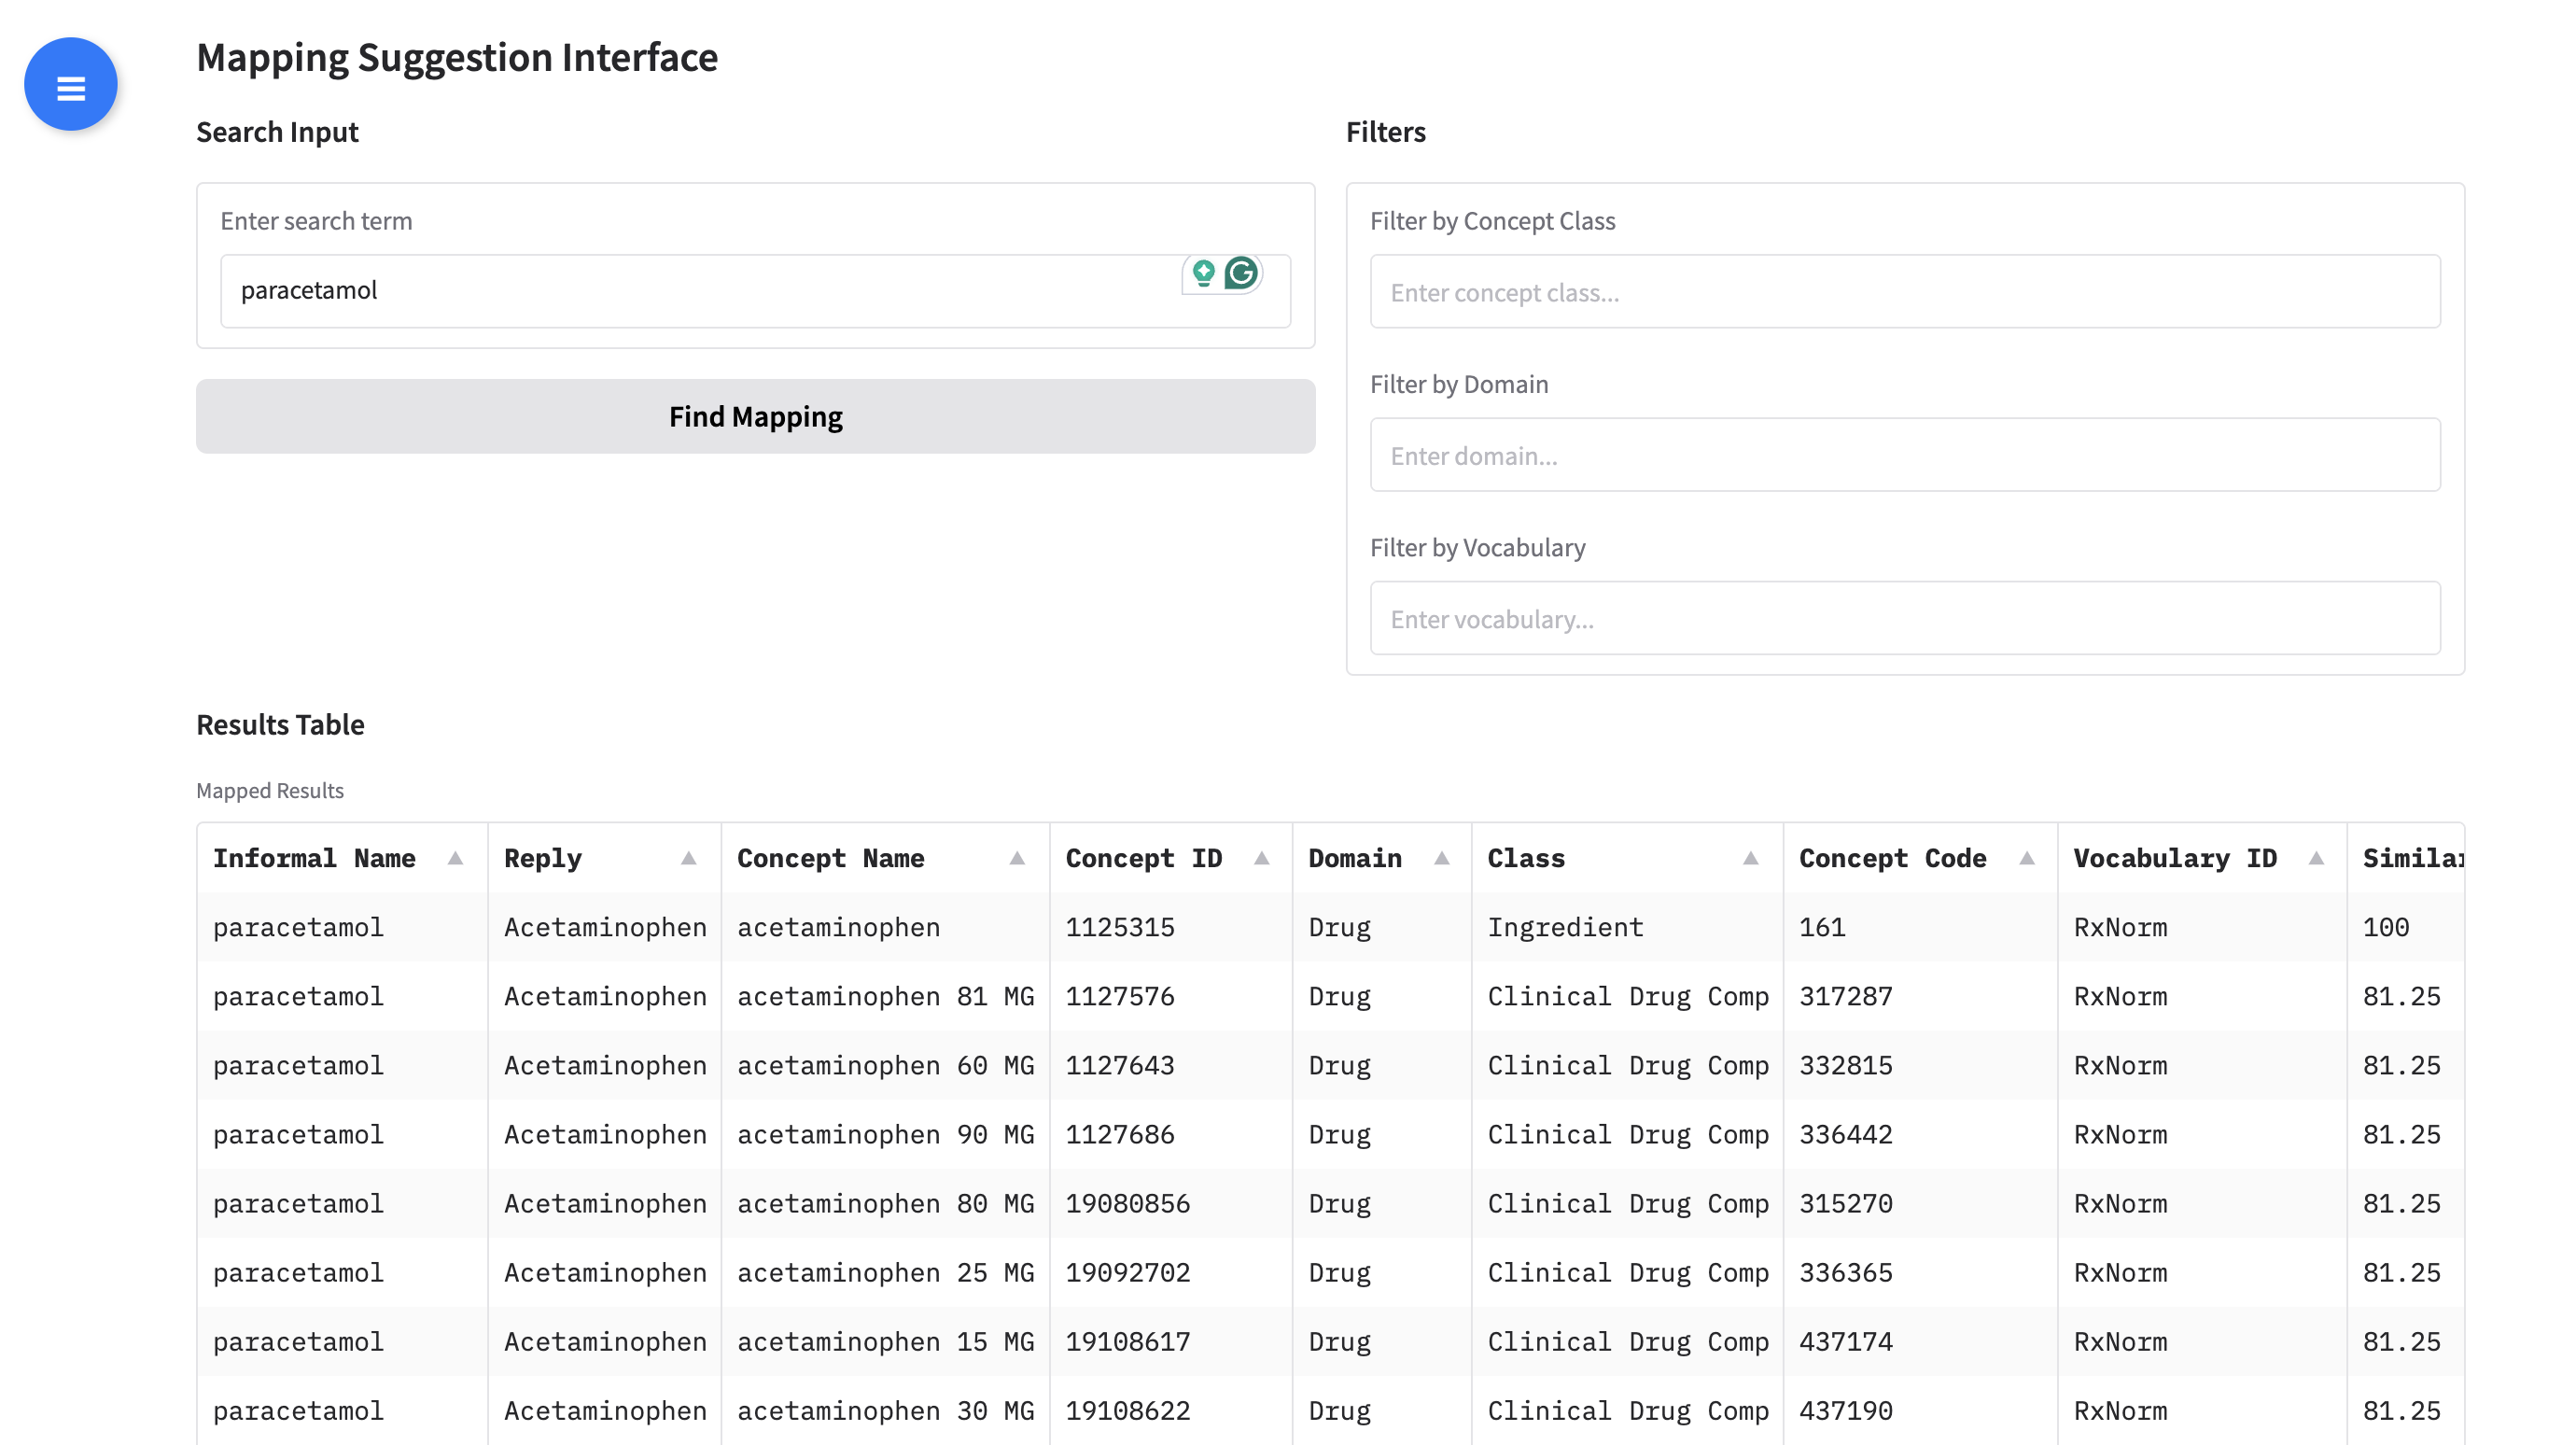 Mapping Suggestion Interface
Search Input
Filters
Enter search term
Filter by Concept Class
paracetamol
Enter concept class...
Filter by Domain
Find Mapping
Enter domain...
Filter by Vocabulary
Enter vocabulary...
Results Table
Mapped Results
Informal Name Reply Concept Name Concept ID Domain Class Concept Code Vocabulary ID Similar
paracetamol Acetaminophen acetaminophen 1125315 Drug Ingredient 161 RxNorm 100
paracetamol Acetaminophen acetaminophen 81 MG 1127576 Drug Clinical Drug Comp 317287 RxNorm 81.25
paracetamol Acetaminophen acetaminophen 60 MG 1127643 Drug Clinical Drug Comp 332815 RxNorm 81.25
paracetamol Acetaminophen acetaminophen 90 MG 1127686 Drug Clinical Drug Comp 336442 RxNorm 81.25
paracetamol Acetaminophen acetaminophen 80 MG 19080856 Drug Clinical Drug Comp 315270 RxNorm 81.25
paracetamol Acetaminophen acetaminophen 25 MG 19092702 Drug Clinical Drug Comp 336365 RxNorm 81.25
paracetamol Acetaminophen acetaminophen 15 MG 19108617 Drug Clinical Drug Comp 437174 RxNorm 81.25
paracetamol Acetaminophen acetaminophen 30 MG 19108622 Drug Clinical Drug Comp 437190 RxNorm 81.25